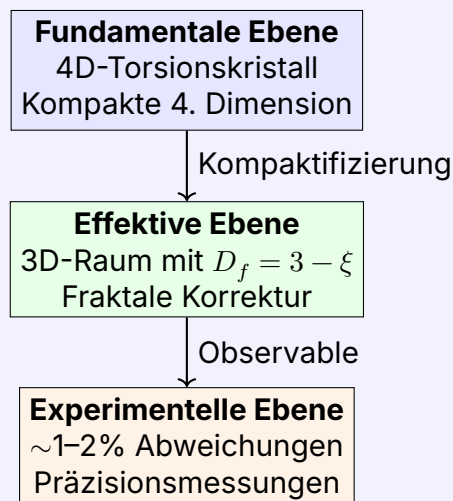 Fundamentale Ebene
4D-Torsionskristall
Kompakte 4. Dimension
Kompaktifizierung
Effektive Ebene
3D-Raum mit $D_f = 3 - \xi$
Fraktale Korrektur
Observable
Experimentelle Ebene
∼1–2% Abweichungen
Präzisionsmessungen